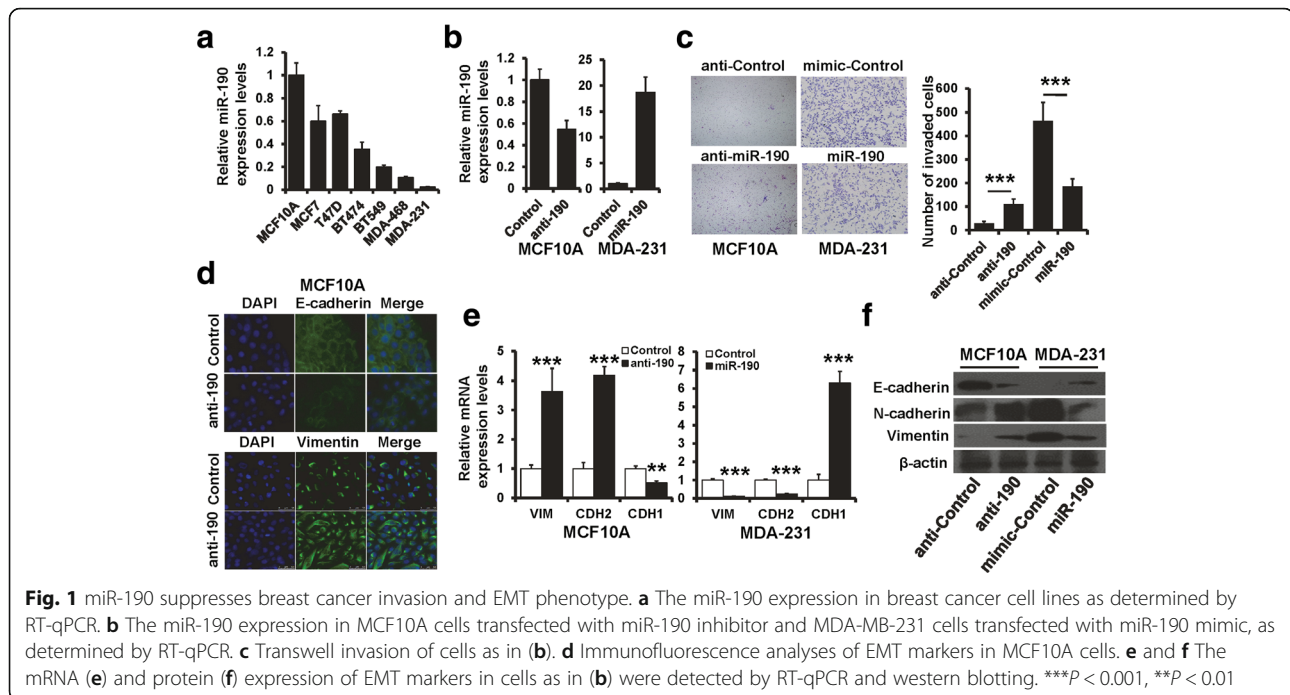 a
Relative miR-190 expression levels
1.2
1
0.8
0.6
0.4
0.2
0
MCF10A
MCF7
T47D
BT474
BT549
MDA-468
MDA-231
b
Relative miR-190 expression levels
1.2
1
0.8
0.6
0.4
0.2
0
Control
anti-190
MCF10A
25
20
15
10
5
0
Control
miR-190
MDA-231
c
anti-Control
mimic-Control
anti-miR-190
miR-190
MCF10A
MDA-231
Number of invaded cells
600
500
400
300
200
100
0
***
***
anti-Control
anti-190
mimic-Control
miR-190
d
MCF10A
DAPI E-cadherin Merge
Control
anti-190
DAPI Vimentin Merge
Control
anti-190
e
Relative mRNA expression levels
5
4
3
2
1
0
Control
anti-190
***
***
**
VIM CDH2 CDH1
MCF10A
8
7
6
5
4
3
2
1
0
Control
miR-190
***
***
***
VIM CDH2 CDH1
MDA-231
f
MCF10A MDA-231
E-cadherin
N-cadherin
Vimentin
β-actin
anti-Control
anti-190
mimic-Control
miR-190
Fig. 1 miR-190 suppresses breast cancer invasion and EMT phenotype. a The miR-190 expression in breast cancer cell lines as determined by
RT-qPCR. b The miR-190 expression in MCF10A cells transfected with miR-190 inhibitor and MDA-MB-231 cells transfected with miR-190 mimic, as
determined by RT-qPCR. c Transwell invasion of cells as in (b). d Immunofluorescence analyses of EMT markers in MCF10A cells. e and f The
mRNA (e) and protein (f) expression of EMT markers in cells as in (b) were detected by RT-qPCR and western blotting. ***P < 0.001, **P < 0.01